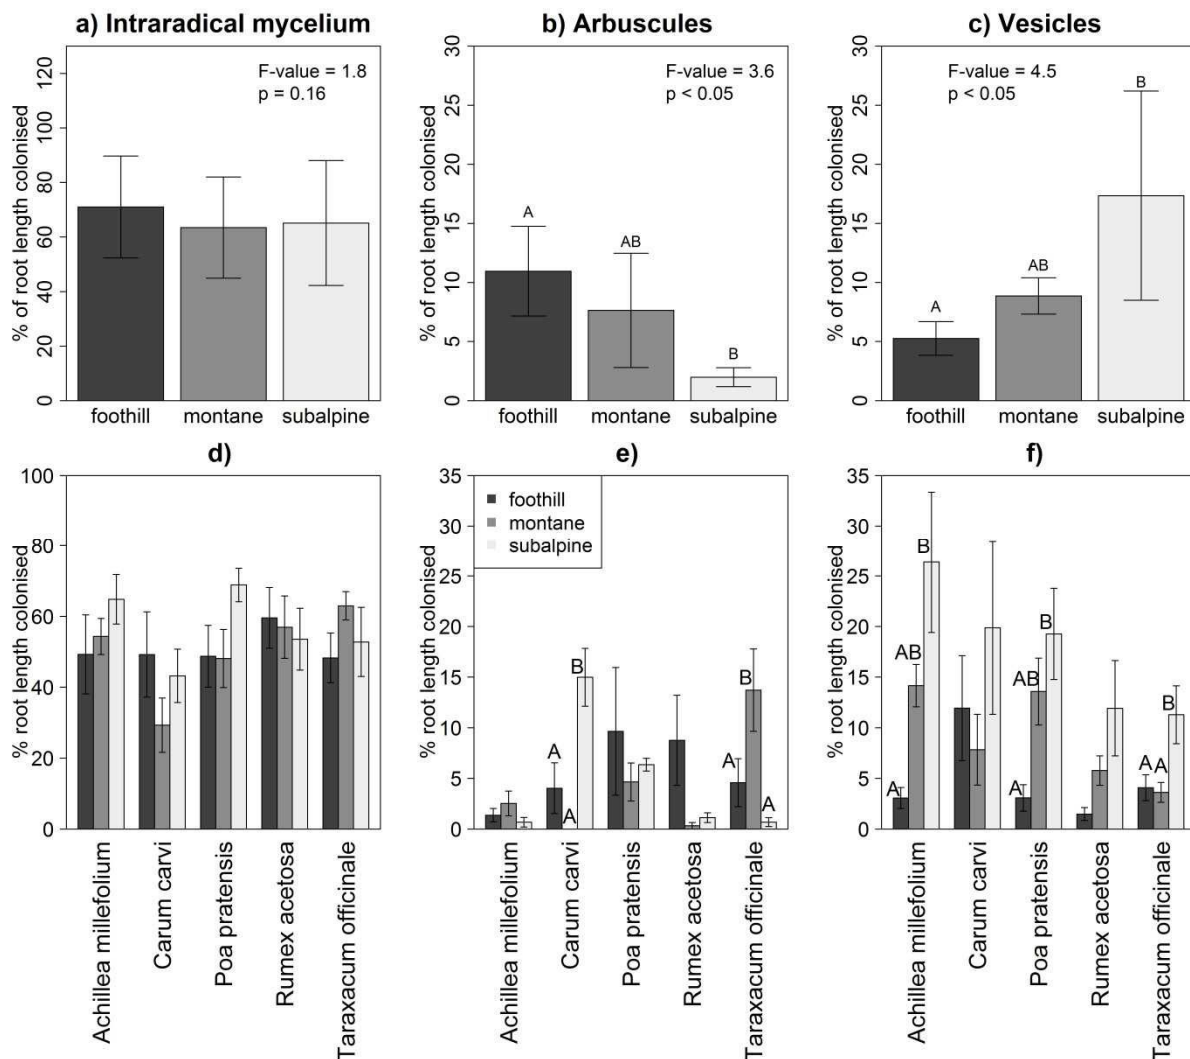 a) Intraradical mycelium
% of root length colonised
0 20 40 60 80 100 120
F-value = 1.8
p = 0.16
foothill montane subalpine
b) Arbuscules
% of root length colonised
0 5 10 15 20 25 30
F-value = 3.6
p < 0.05
A AB B
foothill montane subalpine
c) Vesicles
% of root length colonised
0 5 10 15 20 25 30
F-value = 4.5
p < 0.05
A AB B
foothill montane subalpine
d)
% root length colonised
0 20 40 60 80 100
Achillea millefolium
Carum carvi
Poa pratensis
Rumex acetosa
Taraxacum officinale
e)
% root length colonised
0 5 10 15 20 25 30 35
foothill
montane
subalpine
A A B A B A
Achillea millefolium
Carum carvi
Poa pratensis
Rumex acetosa
Taraxacum officinale
f)
% root length colonised
0 5 10 15 20 25 30 35
A AB B A AB B A A B
Achillea millefolium
Carum carvi
Poa pratensis
Rumex acetosa
Taraxacum officinale